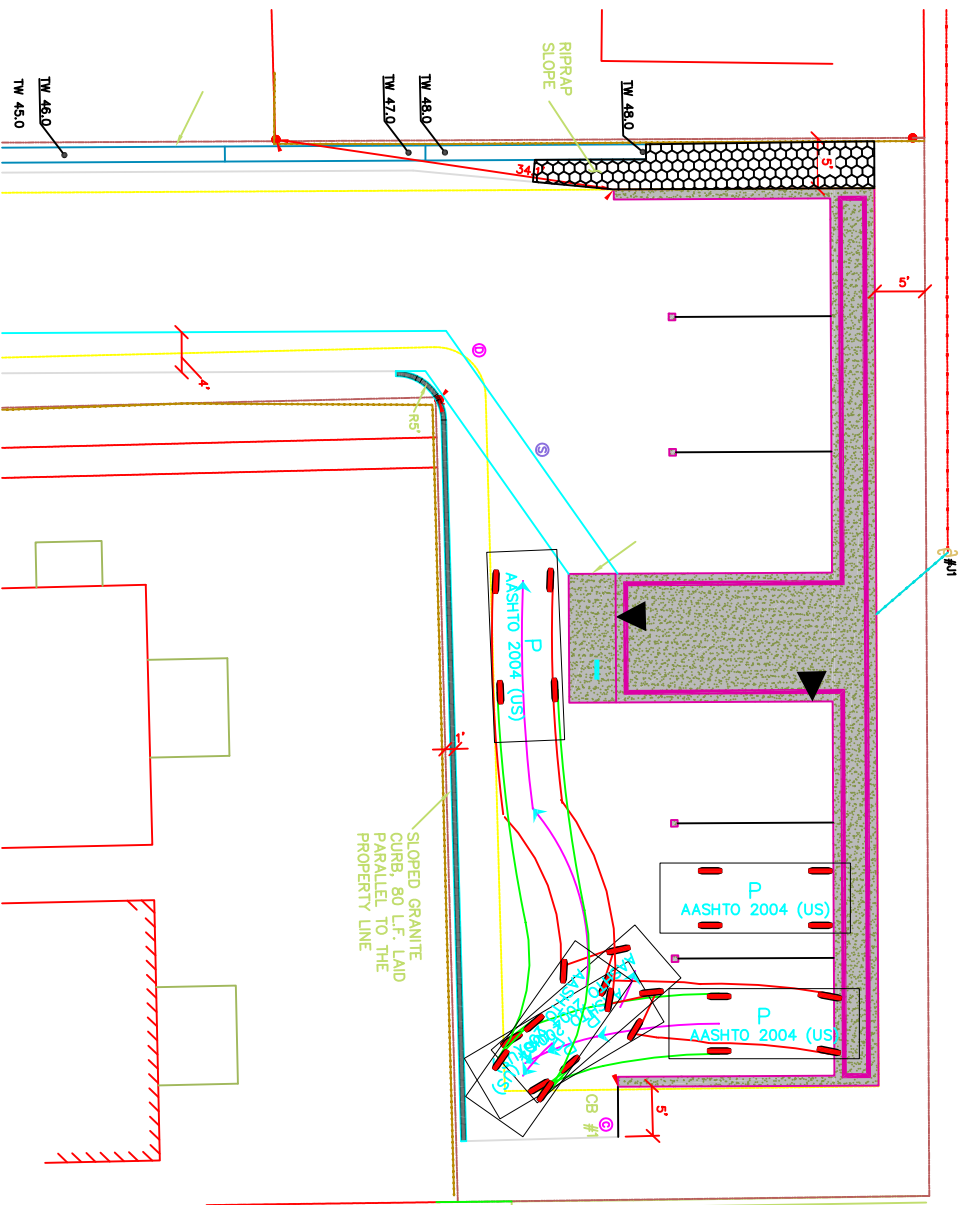 RIPRAP
SLOPE
TW 45.0
TW 46.0
TW 47.0
TW 48.0
TW 48.0
5'
34.1
5'
#J1
4'
R5'
D
S
P
AASHTO 2004 (US)
1'
SLOPED GRANITE
CURB. 80 L.F. LAID
PARALLEL TO THE
PROPERTY LINE
P
AASHTO 2004 (US)
P
AASHTO 2004 (US)
CB #1
C
5'